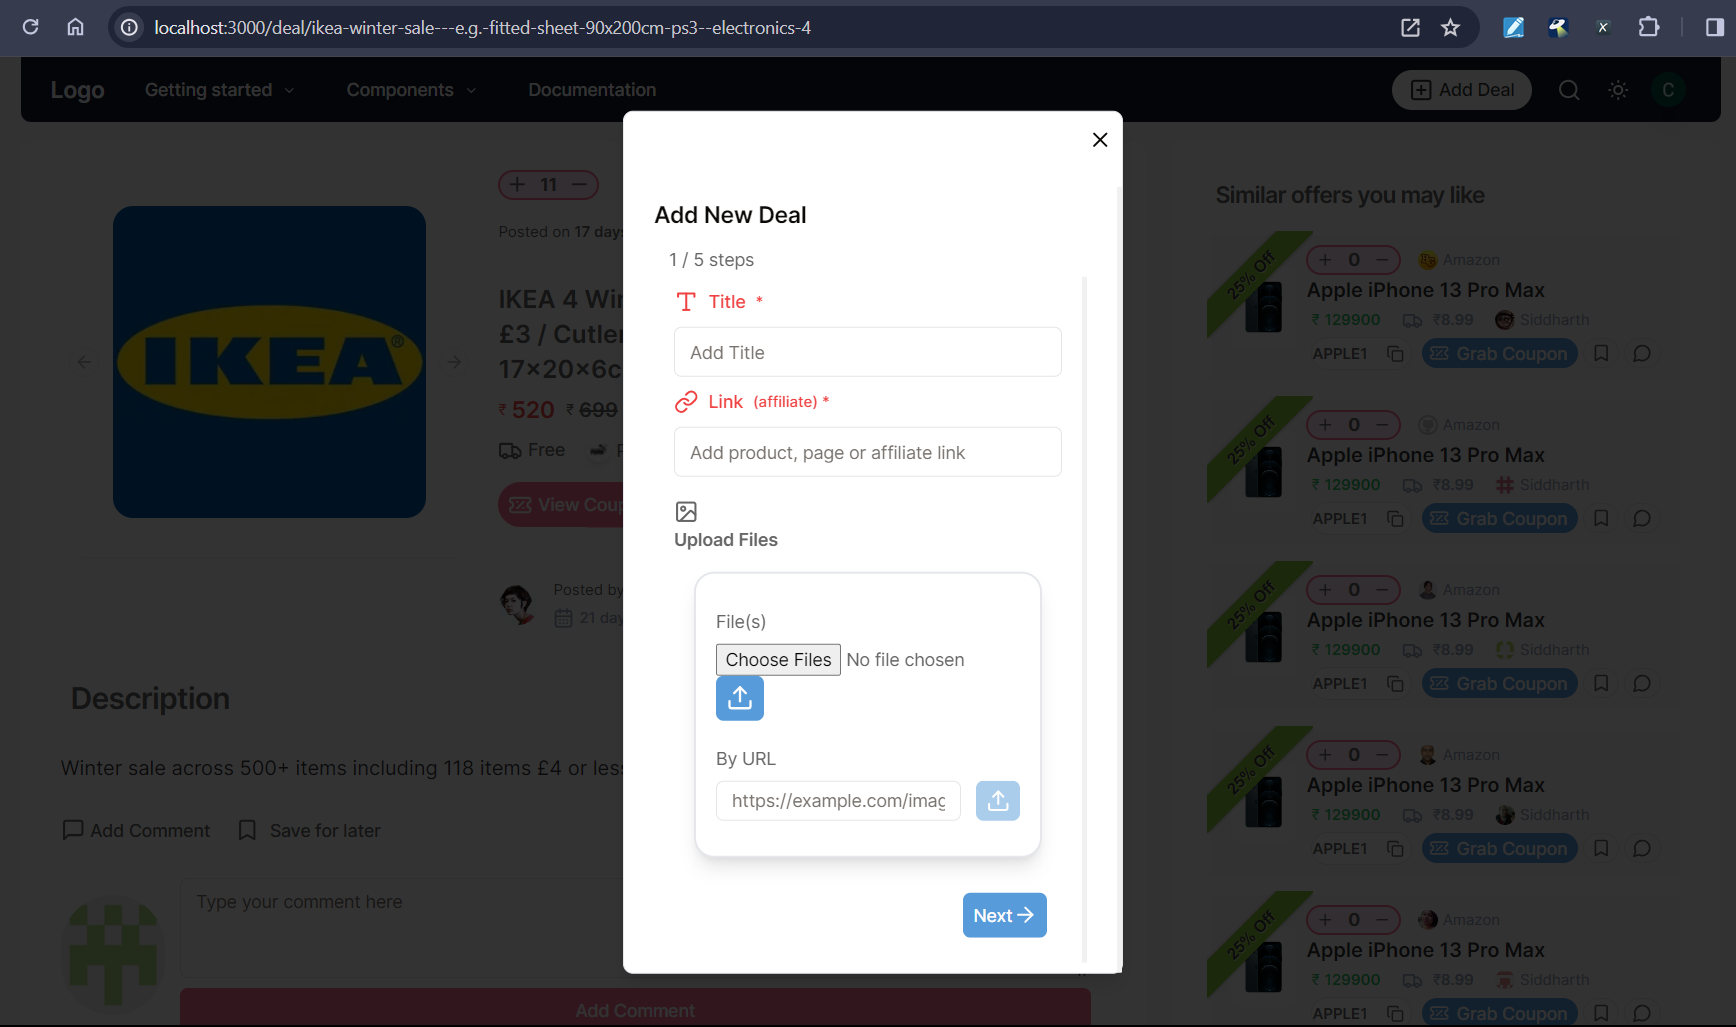 localhost:3000/deal/ikea-winter-sale---e.g.-fitted-sheet-90x200cm-ps3--electronics-4
Logo
Getting started
Components
Documentation
Add Deal
C
11
Posted on 17 days
IKEA®
IKEA 4 Win
£3 / Cutler
17x20x6c
₹ 520 ₹ 699
Free
View Coup
Posted by
21 day
Description
Winter sale across 500+ items including 118 items £4 or less
Add Comment
Save for later
Type your comment here
Add Comment
Add New Deal
1 / 5 steps
Title *
Add Title
Link (affiliate) *
Add product, page or affiliate link
Upload Files
File(s)
Choose Files No file chosen
By URL
https://example.com/imag
Next
Similar offers you may like
25% Off
0
Amazon
Apple iPhone 13 Pro Max
₹ 129900 ₹8.99 Siddharth
APPLE1 Grab Coupon
25% Off
0
Amazon
Apple iPhone 13 Pro Max
₹ 129900 ₹8.99 Siddharth
APPLE1 Grab Coupon
25% Off
0
Amazon
Apple iPhone 13 Pro Max
₹ 129900 ₹8.99 Siddharth
APPLE1 Grab Coupon
25% Off
0
Amazon
Apple iPhone 13 Pro Max
₹ 129900 ₹8.99 Siddharth
APPLE1 Grab Coupon
25% Off
0
Amazon
Apple iPhone 13 Pro Max
₹ 129900 ₹8.99 Siddharth
APPLE1 Grab Coupon